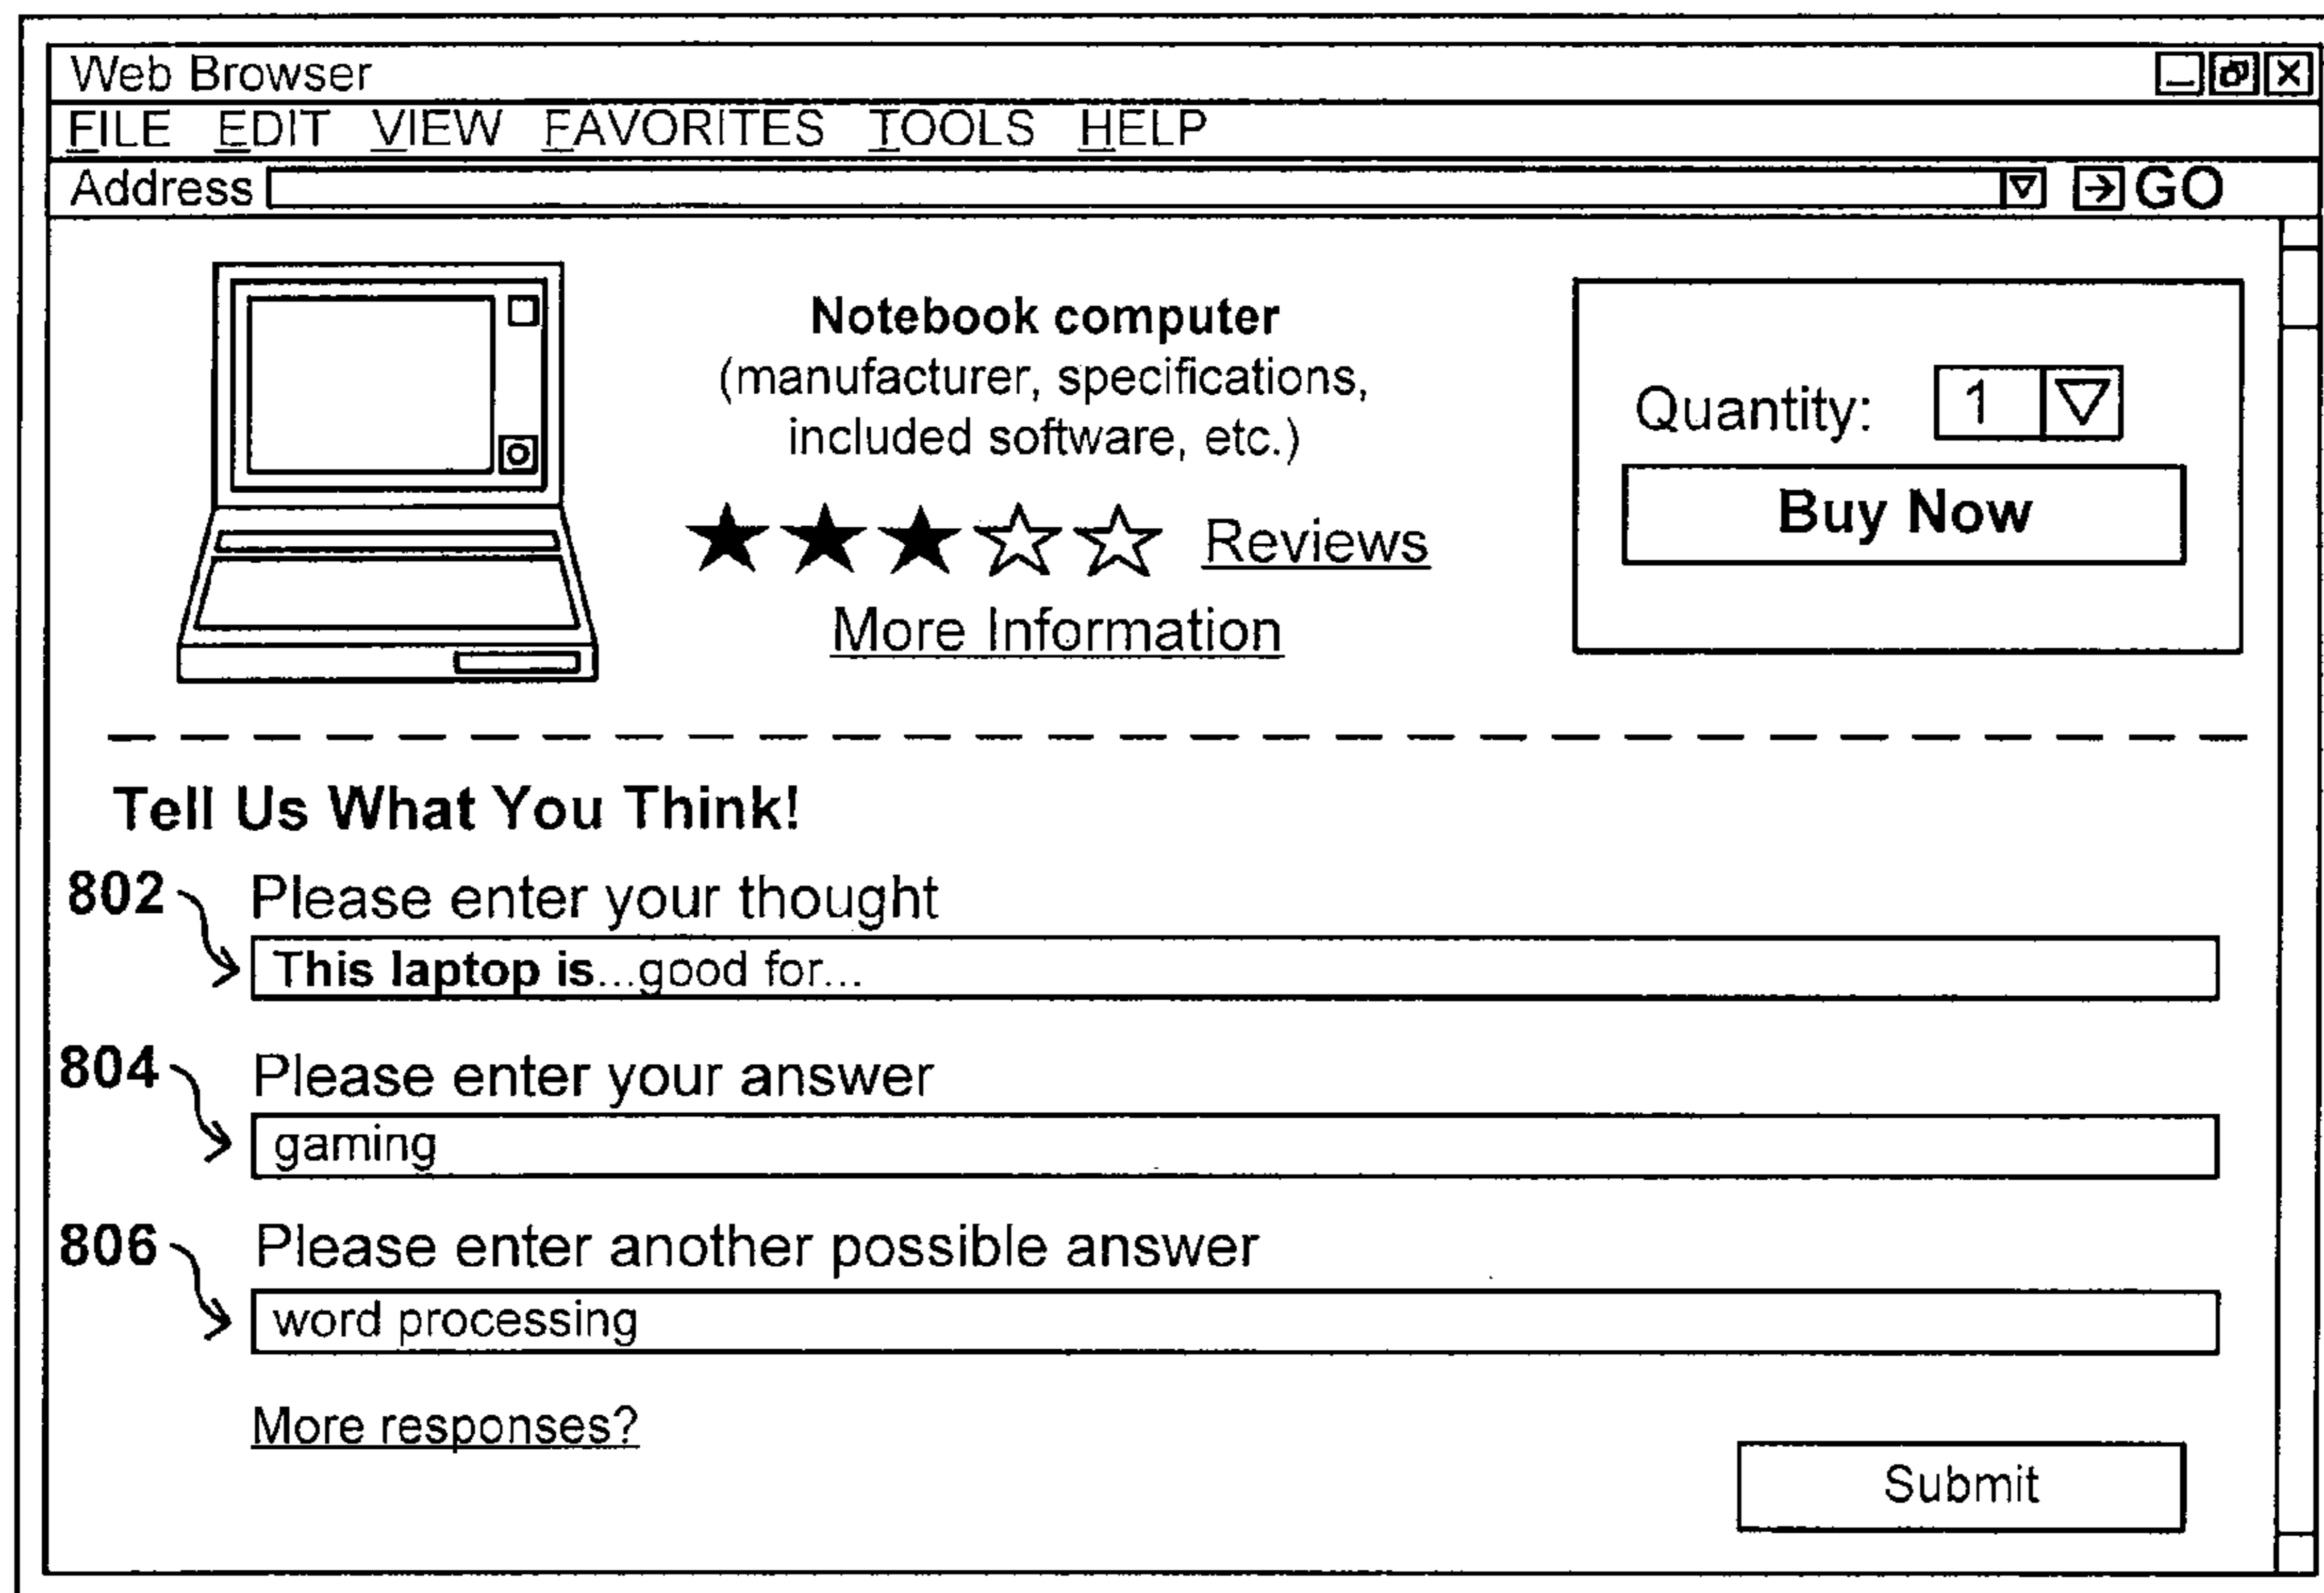 Web Browser
FILE EDIT VIEW FAVORITES TOOLS HELP
Address GO
Notebook computer
(manufacturer, specifications,
included software, etc.)
Reviews
More Information
Quantity: 1
Buy Now
Tell Us What You Think!
802 Please enter your thought
This laptop is...good for...
804 Please enter your answer
gaming
806 Please enter another possible answer
word processing
More responses?
Submit